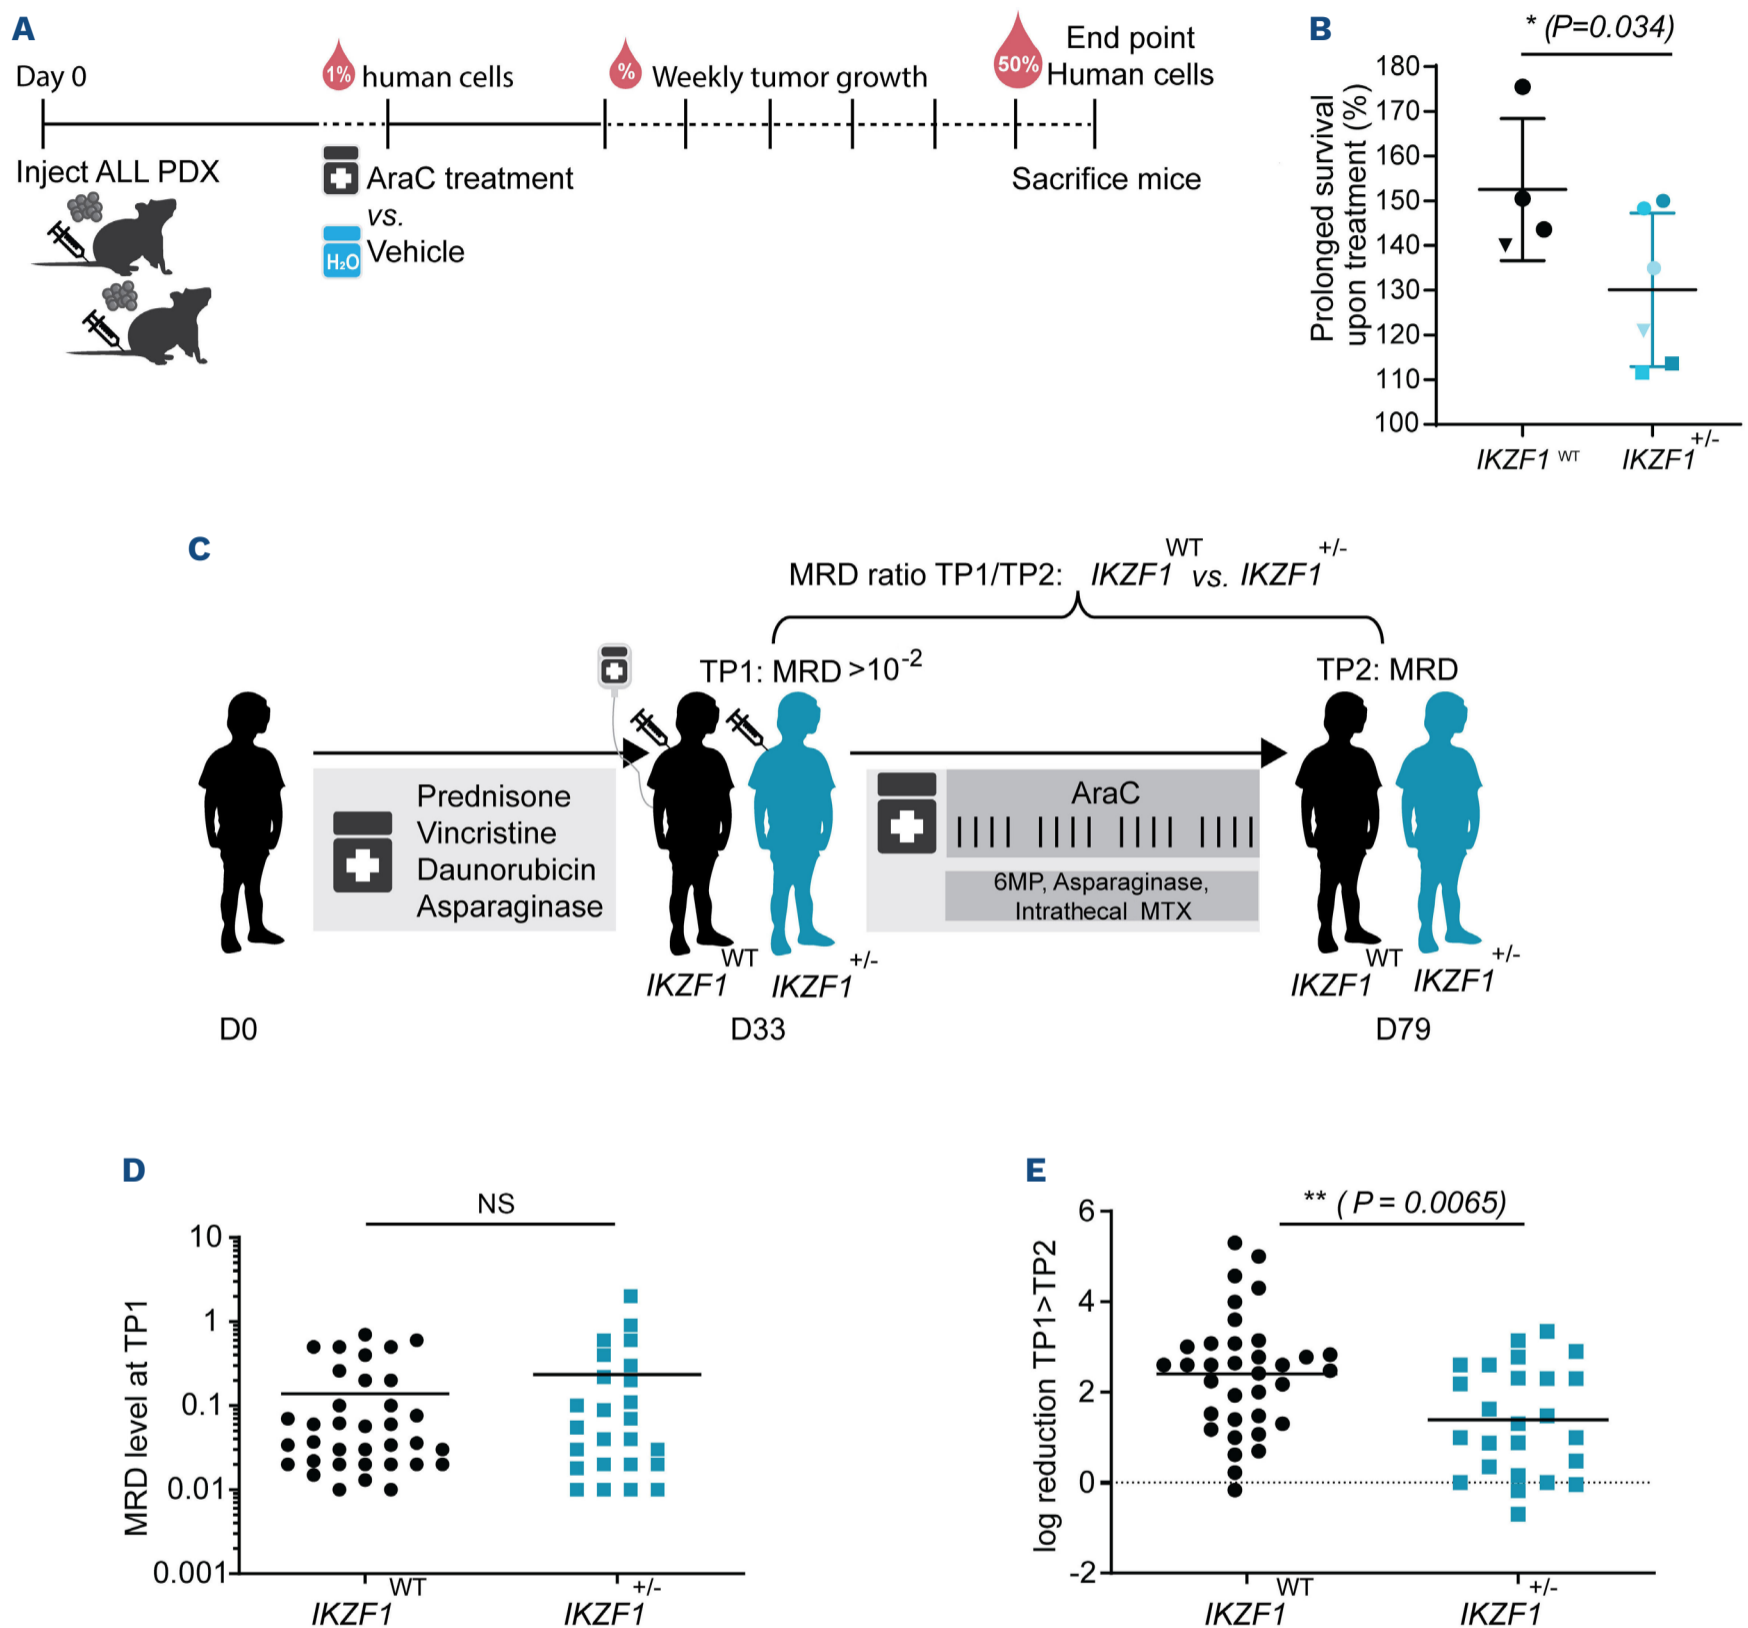 A
Day 0
1% human cells
% Weekly tumor growth
50%
End point
Human cells
Inject ALL PDX
AraC treatment
vs.
H₂O Vehicle
Sacrifice mice
B
* (P=0.034)
Prolonged survival
upon treatment (%)
180
170
160
150
140
130
120
110
100
IKZF1 WT
IKZF1 +/-
C
MRD ratio TP1/TP2: IKZF1 WT vs. IKZF1 +/-
TP1: MRD >10⁻²
TP2: MRD
Prednisone
Vincristine
Daunorubicin
Asparaginase
AraC
6MP, Asparaginase,
Intrathecal MTX
IKZF1 WT
IKZF1 +/-
IKZF1 WT
IKZF1 +/-
D0
D33
D79
D
NS
MRD level at TP1
10
1
0.1
0.01
0.001
IKZF1 WT
IKZF1 +/-
E
** ( P = 0.0065)
log reduction TP1>TP2
6
4
2
0
-2
IKZF1 WT
IKZF1 +/-